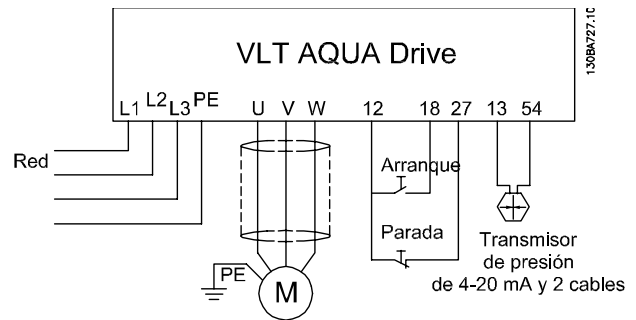 130BA727.10
VLT AQUA Drive
L1 L2 L3 PE U V W 12 18 27 13 54
Red
Arranque
Parada
PE
M
Transmisor
de presión
de 4-20 mA y 2 cables